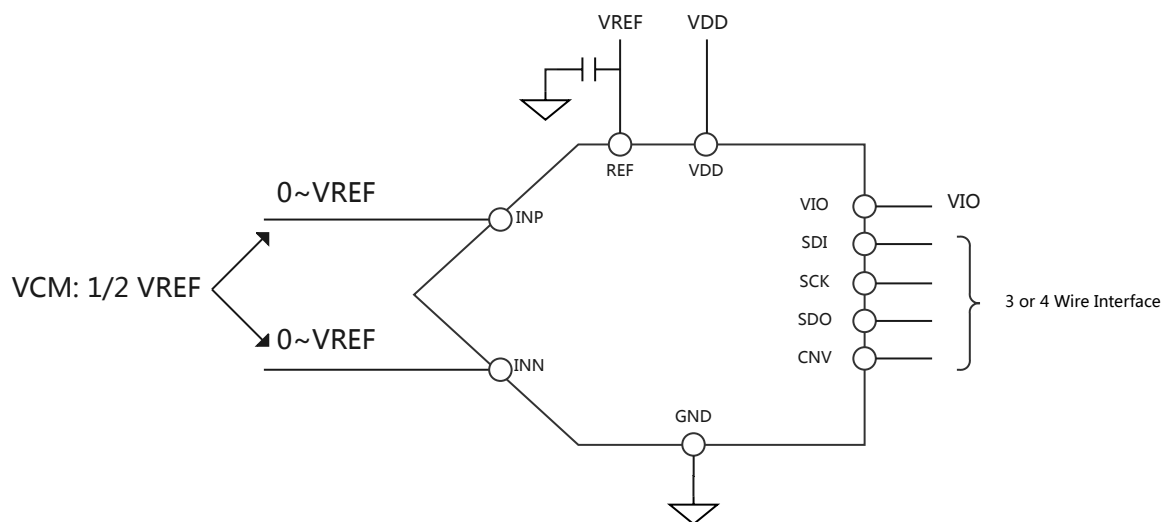 VREF
VDD
REF
VDD
0~VREF
INP
VIO
VIO
SDI
VCM: 1/2 VREF
SCK
3 or 4 Wire Interface
SDO
0~VREF
INN
CNV
GND